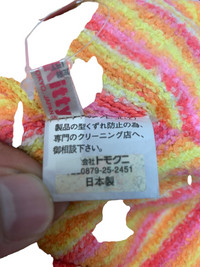 Kitty
製品の型くずれ防止の為、
専門のクリーニング店へ、
御相談下さい。
会社トモクニ
0879-25-2451
日本製